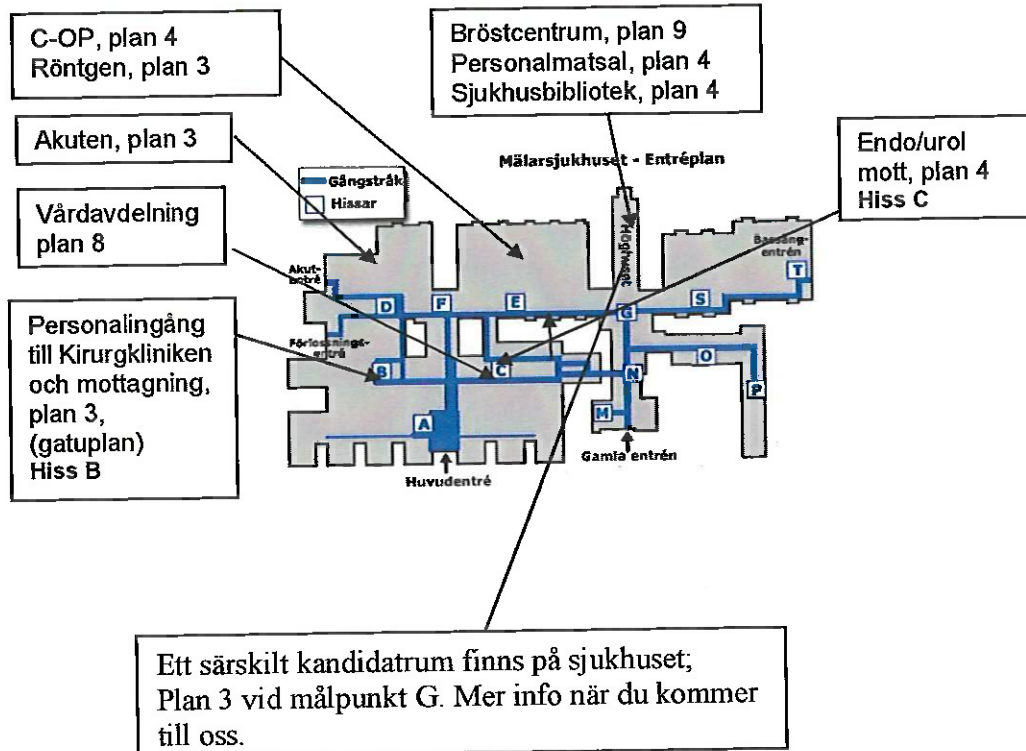 C-OP, plan 4
Röntgen, plan 3
Bröstcentrum, plan 9
Personalmatsal, plan 4
Sjukhusbibliotek, plan 4
Akuten, plan 3
Endo/urol
mott, plan 4
Hiss C
Mälarsjukhuset - Entréplan
Gångstråk
Hissar
Vårdavdelning
plan 8
Höghuset
Bassäng-
entrén
T
Akut-
entré
D
F
E
G
S
Personalingång
till Kirurgkliniken
och mottagning,
plan 3,
(gatuplan)
Hiss B
Förlossnings-
entré
B
C
N
O
P
A
M
Gamla entrén
Huvudentré
Ett särskilt kandidatrum finns på sjukhuset;
Plan 3 vid målpunkt G. Mer info när du kommer
till oss.